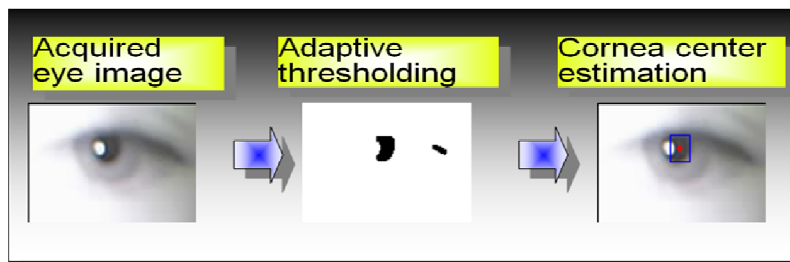 Acquired
eye image
Adaptive
thresholding
Cornea center
estimation